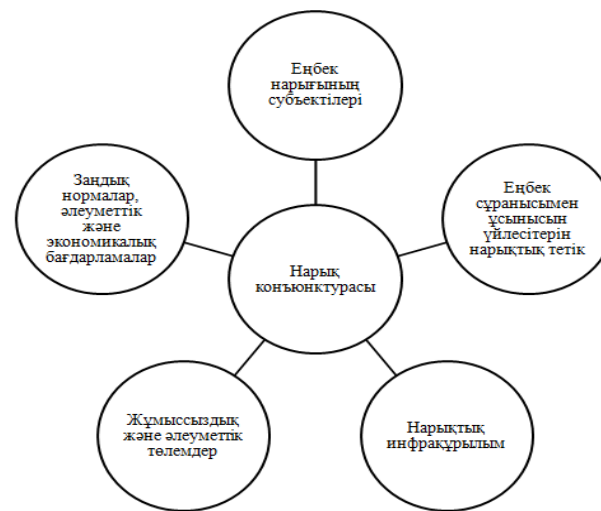 Еңбек
нарығының
субъектілері
Заңдық
нормалар,
әлеуметтік
және
экономикалық
бағдарламалар
Еңбек
сұранысымен
ұсынысын
үйлесітерін
нарықтық тетік
Нарық
конъюнктурасы
Жұмыссыздық
және әлеуметтік
төлемдер
Нарықтық
инфрақұрылым